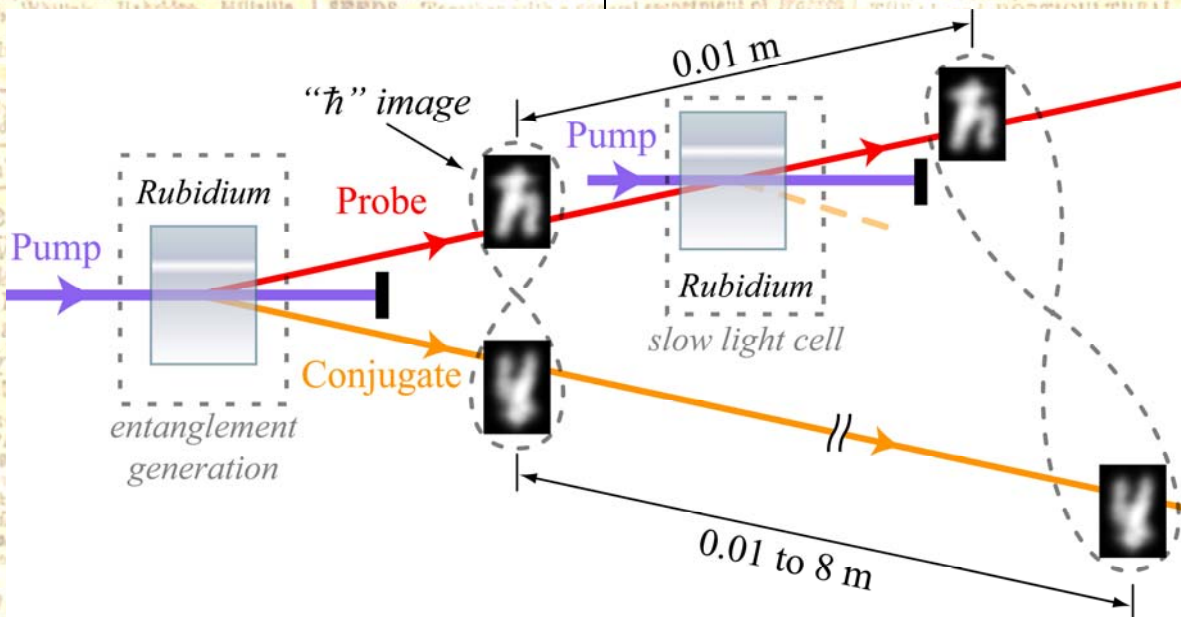 0.01 m
“ħ” image
ħ
ħ
Pump
Rubidium
Probe
Pump
Rubidium
slow light cell
Conjugate
entanglement
generation
0.01 to 8 m